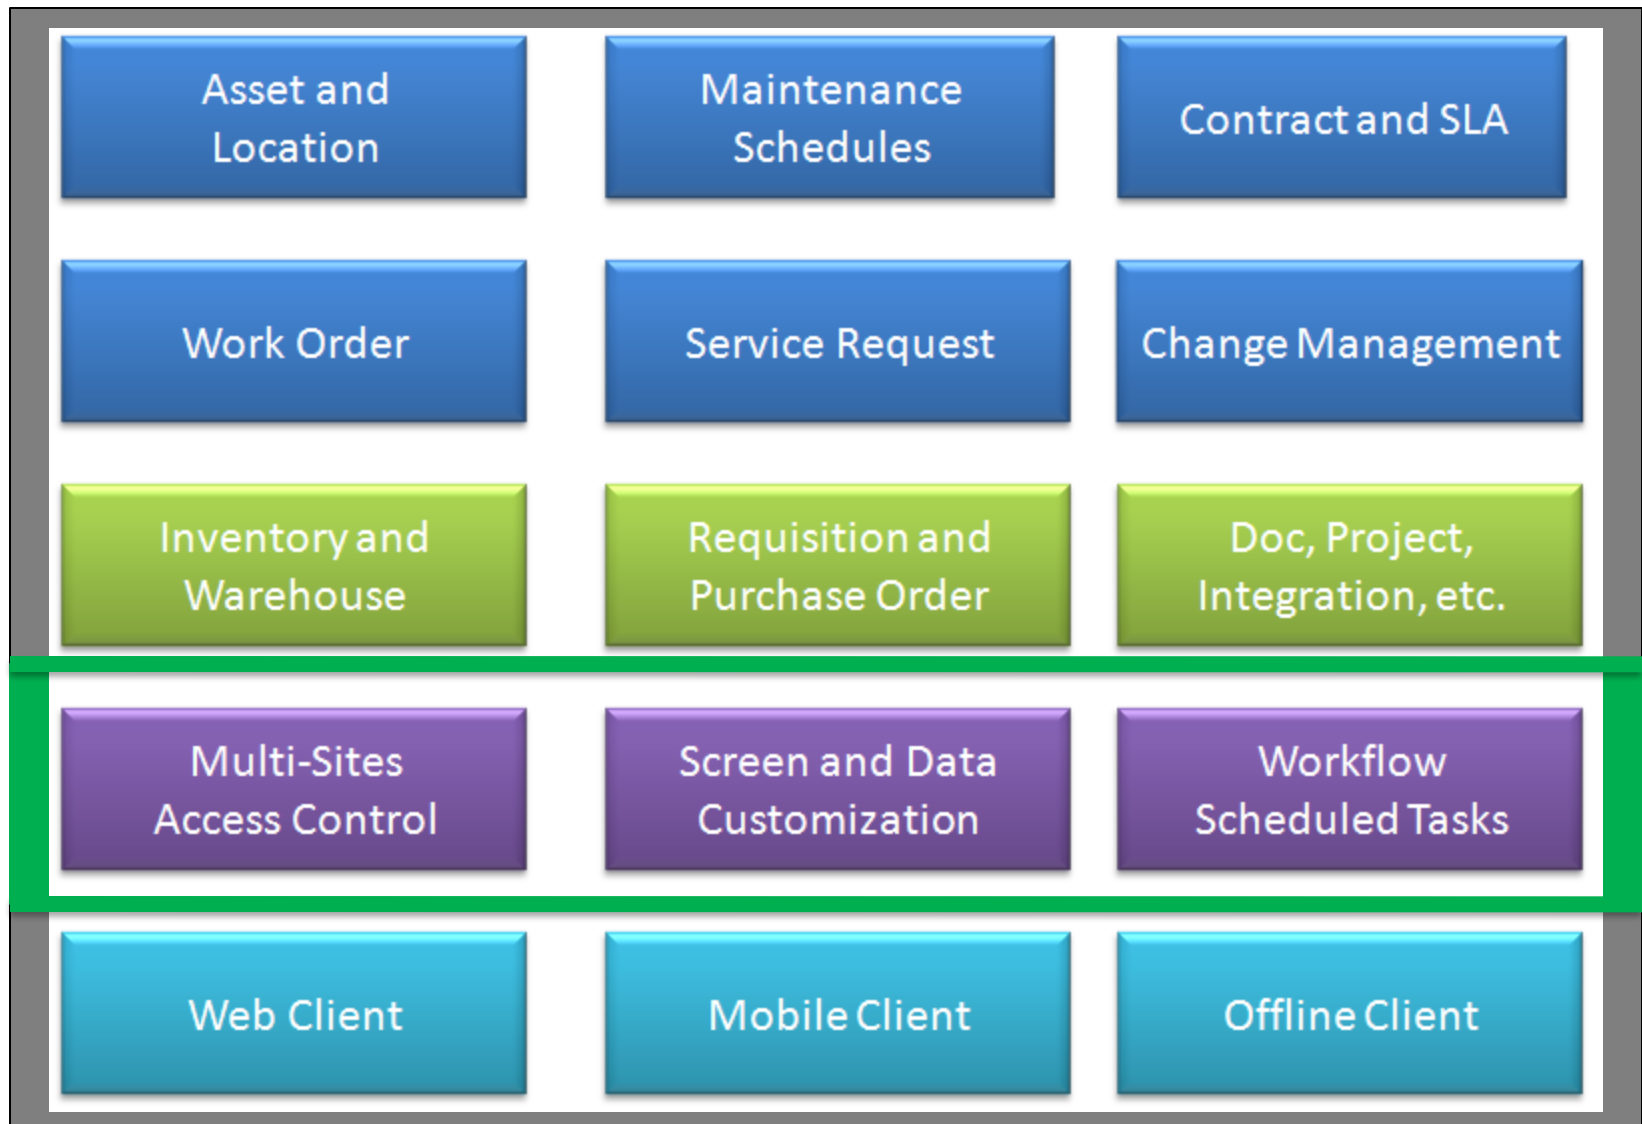 Asset and
Location
Maintenance
Schedules
Contract and SLA
Work Order
Service Request
Change Management
Inventory and
Warehouse
Requisition and
Purchase Order
Doc, Project,
Integration, etc.
Multi-Sites
Access Control
Screen and Data
Customization
Workflow
Scheduled Tasks
Web Client
Mobile Client
Offline Client